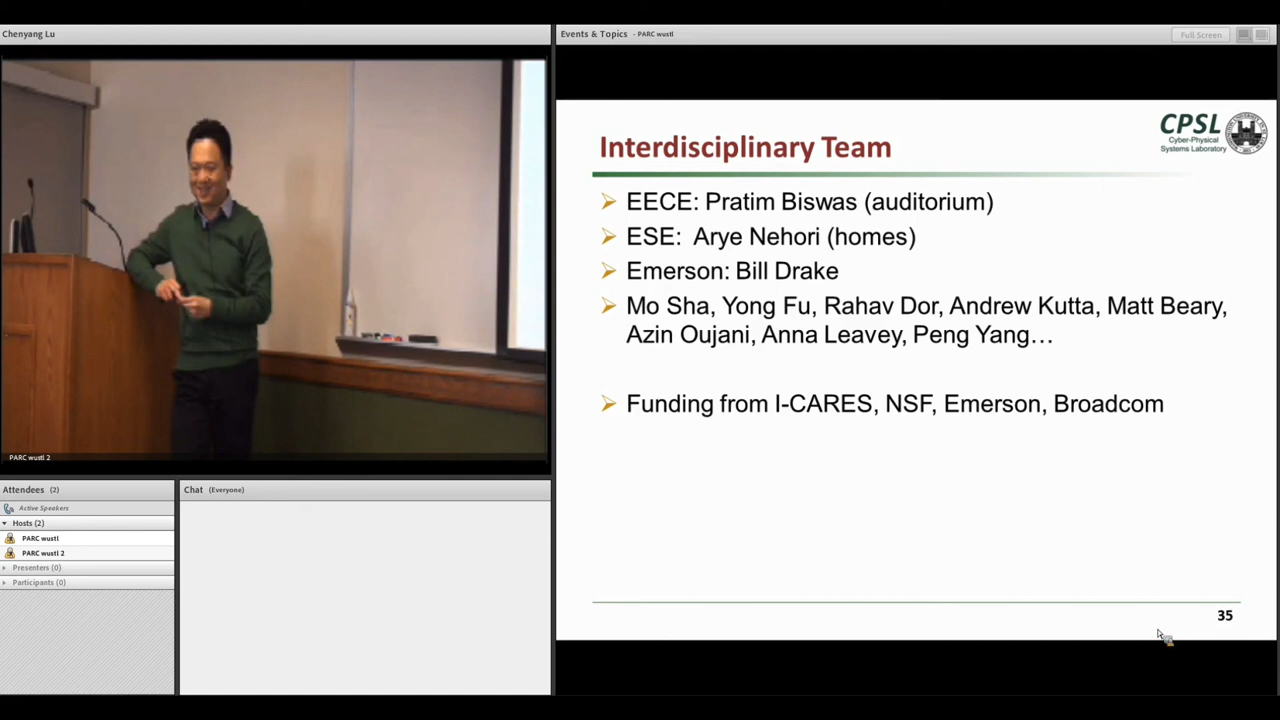 Chenyang Lu
PARC wustl 2
Attendees (2)
Active Speakers
Hosts (2)
PARC wustl
PARC wustl 2
Presenters (0)
Participants (0)
Chat (Everyone)
Events & Topics - PARC wustl
Full Screen
CPSL
Cyber-Physical
Systems Laboratory
Interdisciplinary Team
EECE: Pratim Biswas (auditorium)
ESE: Arye Nehori (homes)
Emerson: Bill Drake
Mo Sha, Yong Fu, Rahav Dor, Andrew Kutta, Matt Beary,
Azin Oujani, Anna Leavey, Peng Yang…
Funding from I-CARES, NSF, Emerson, Broadcom
35